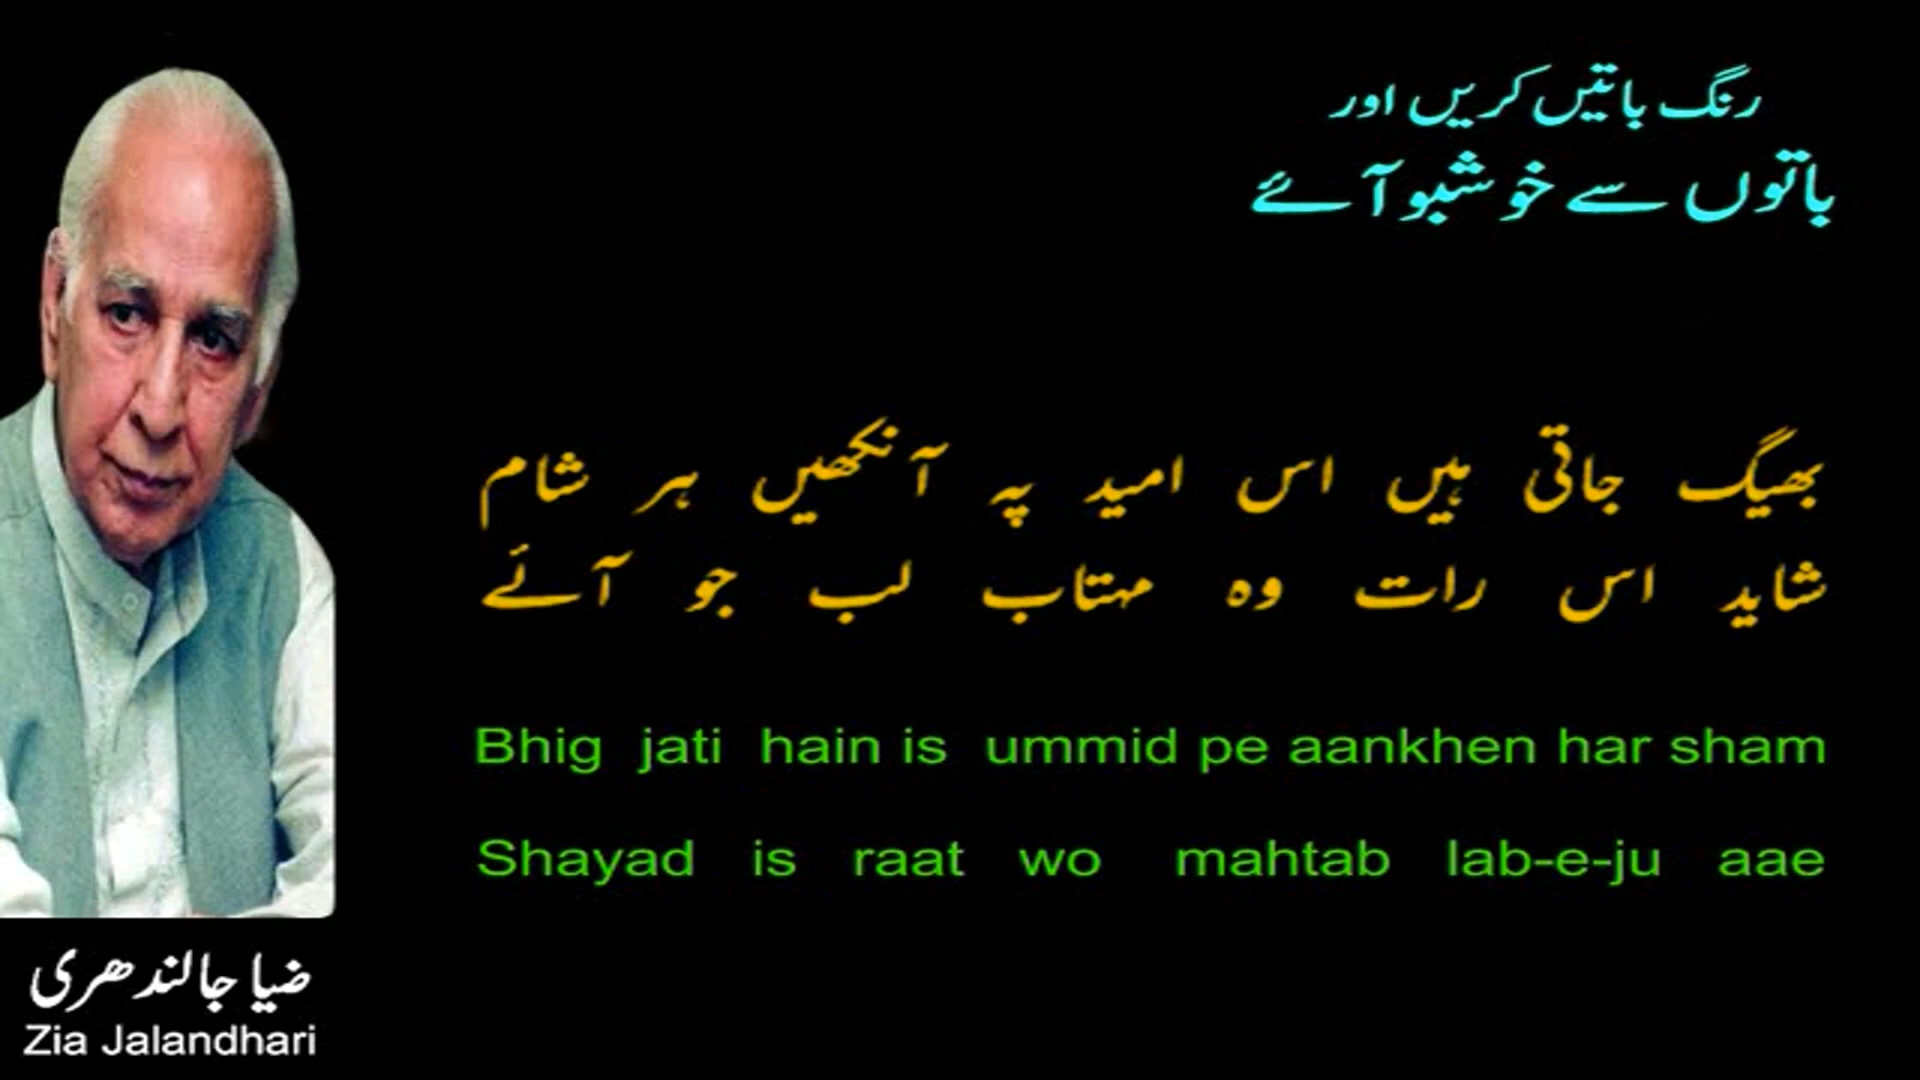 رنگ باتیں کریں اور
باتوں سے خوشبو آئے
بھیگ جاتی ہیں اس امید پہ آنکھیں ہر شام
شاید اس رات وہ مہتاب لب جو آئے
Bhig jati hain is ummid pe aankhen har sham
Shayad is raat wo mahtab lab-e-ju aae
ضیا جالندھری
Zia Jalandhari